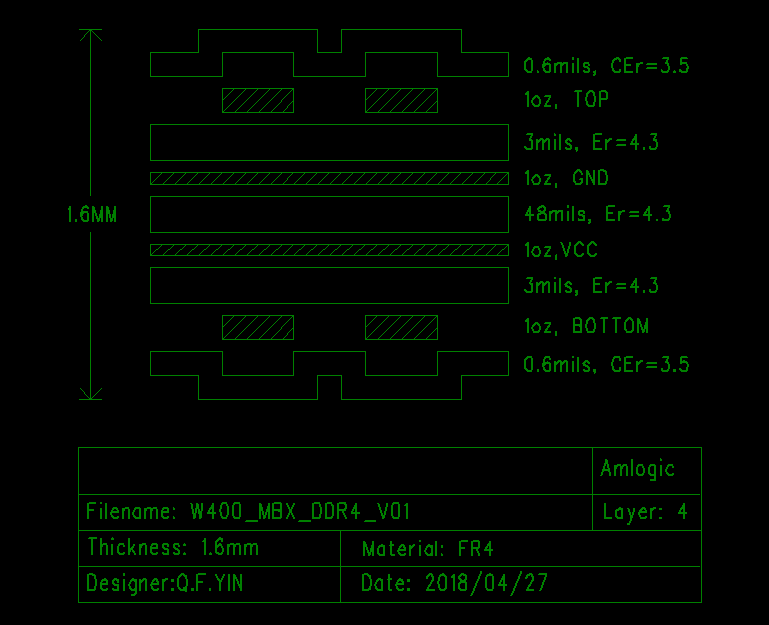 0.6mils, CEr=3.5
1oz, TOP
3mils, Er=4.3
1oz, GND
1.6MM
48mils, Er=4.3
1oz,VCC
3mils, Er=4.3
1oz, BOTTOM
0.6mils, CEr=3.5
Amlogic
Filename: W400_MBX_DDR4_V01
Layer: 4
Thickness: 1.6mm
Material: FR4
Designer:Q.F.YIN
Date: 2018/04/27